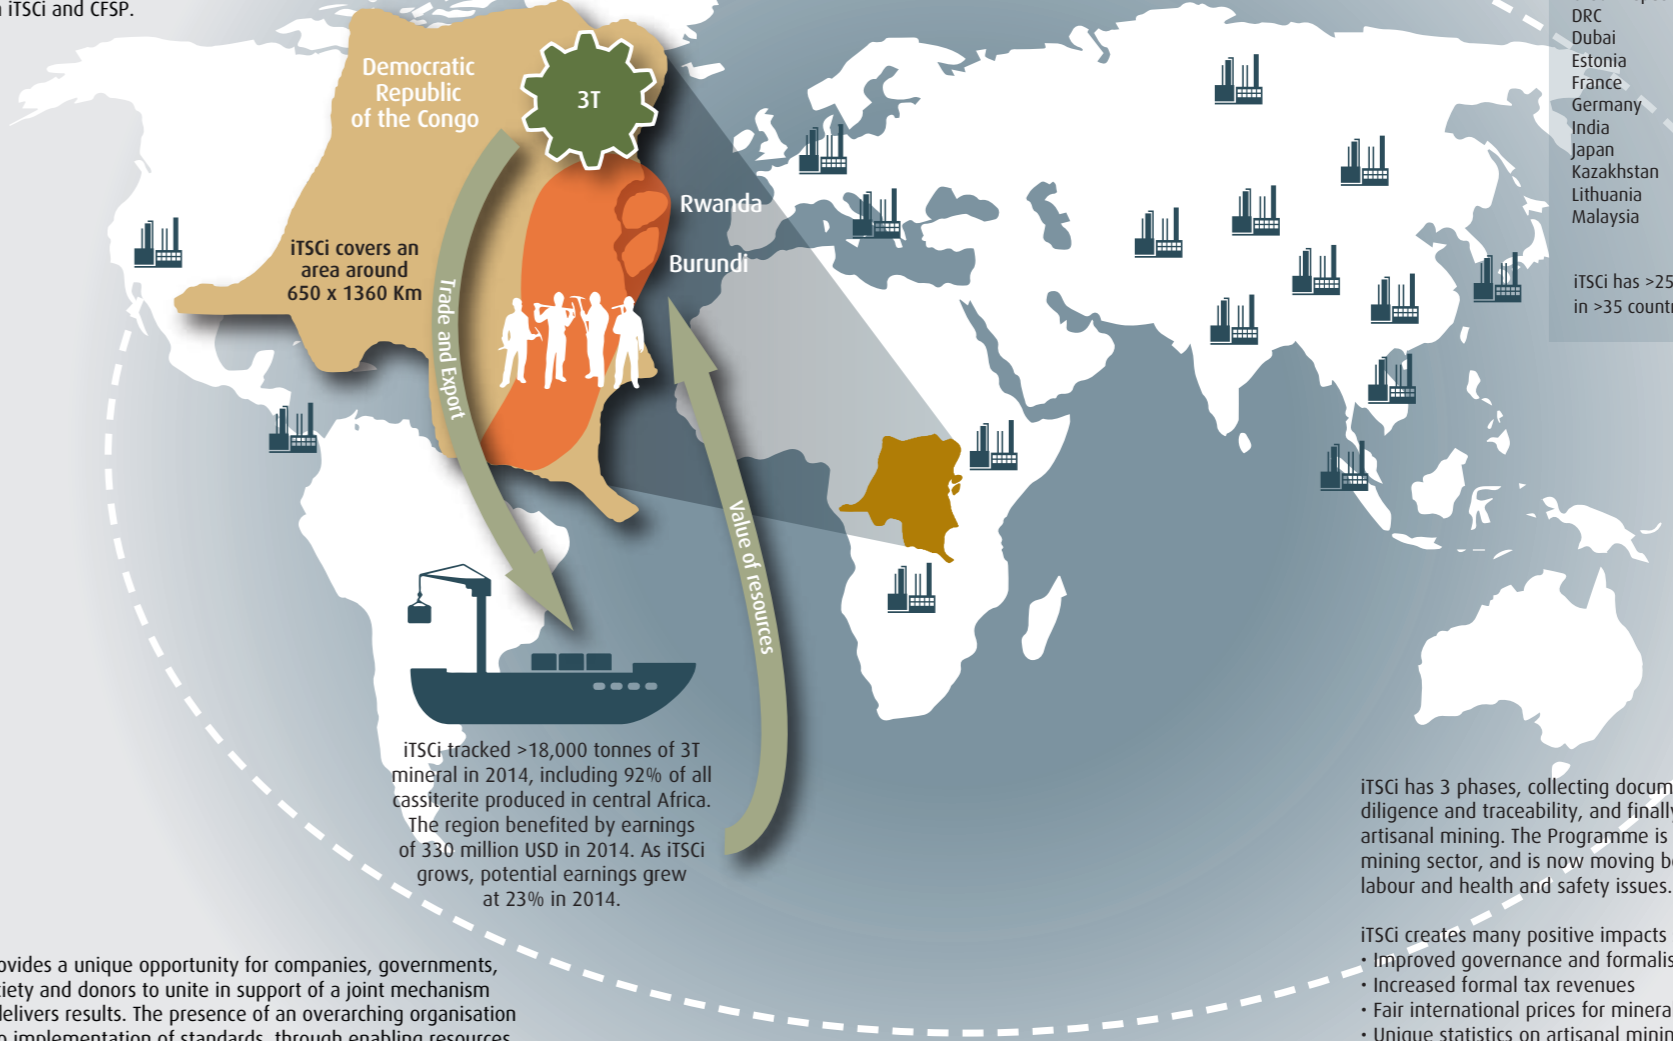 iTSCi and CFSP.
DRC
Dubai
Estonia
France
Germany
India
Japan
Kazakhstan
Lithuania
Malaysia
iTSCi has >25
in >35
Democratic
Republic
of the Congo
3T
Rwanda
Burundi
iTSCi covers an
area around
650 x 1360 Km
Trade and Export
Value of resources
iTSCi tracked >18,000 tonnes of 3T
mineral in 2014, including 92% of all
cassiterite produced in central Africa.
The region benefited by earnings
of 330 million USD in 2014. As iTSCi
grows, potential earnings grew
at 23% in 2014.
iTSCi has 3 phases, collecting
diligence and traceability, and finally
artisanal mining. The Programme is
mining sector, and is now moving
labour and health and safety issues.
iTSCi creates many positive impacts
• Improved governance and
• Increased formal tax revenues
• Fair international prices for
• Unique statistics on artisanal
a unique opportunity for companies, governments,
and donors to unite in support of a joint mechanism
delivers results. The presence of an overarching organisation
implementation of standards, through enabling resources